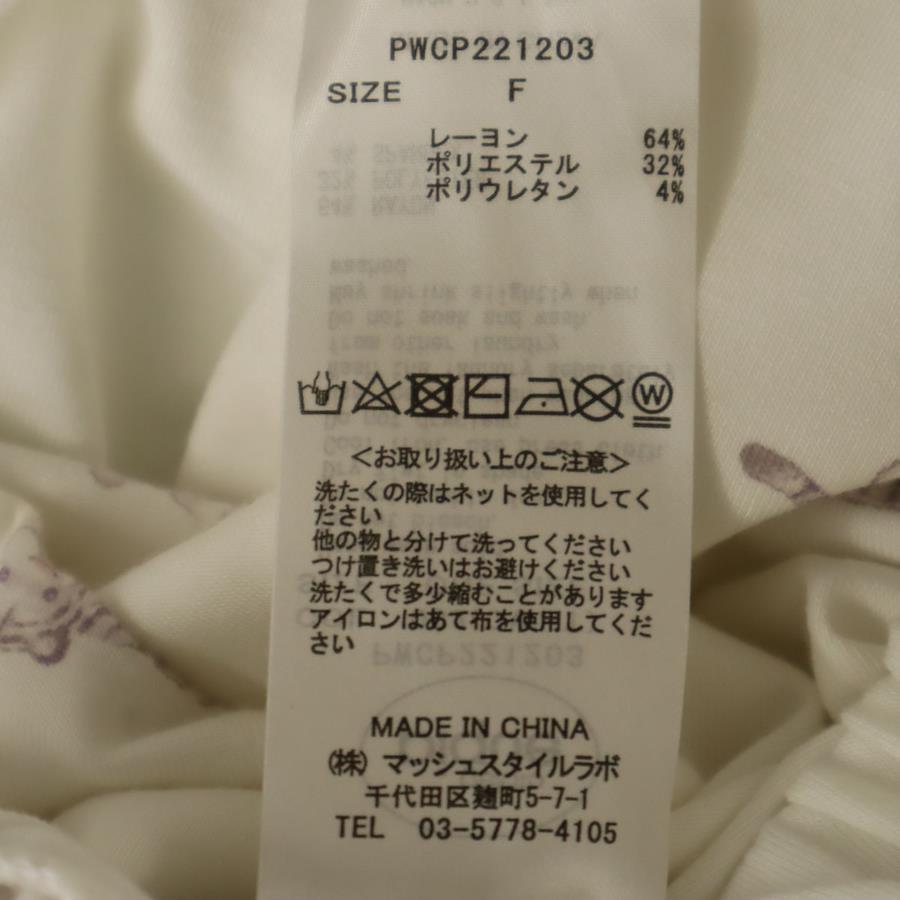 PWCP221203
SIZE F
レーヨン 64%
ポリエステル 32%
ポリウレタン 4%
W
<お取り扱い上のご注意>
洗たくの際はネットを使用してく
ださい
他の物と分けて洗ってください
つけ置き洗いはお避けください
洗たくで多少縮むことがあります
アイロンはあて布を使用してくだ
さい
MADE IN CHINA
(株) マッシュスタイルラボ
千代田区麹町5-7-1
TEL 03-5778-4105